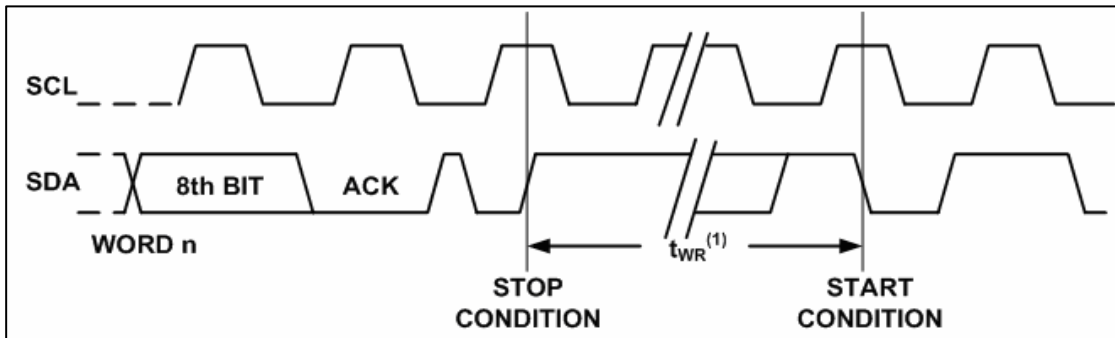 SCL
SDA
8th BIT
ACK
WORD n
tWR(1)
STOP
CONDITION
START
CONDITION